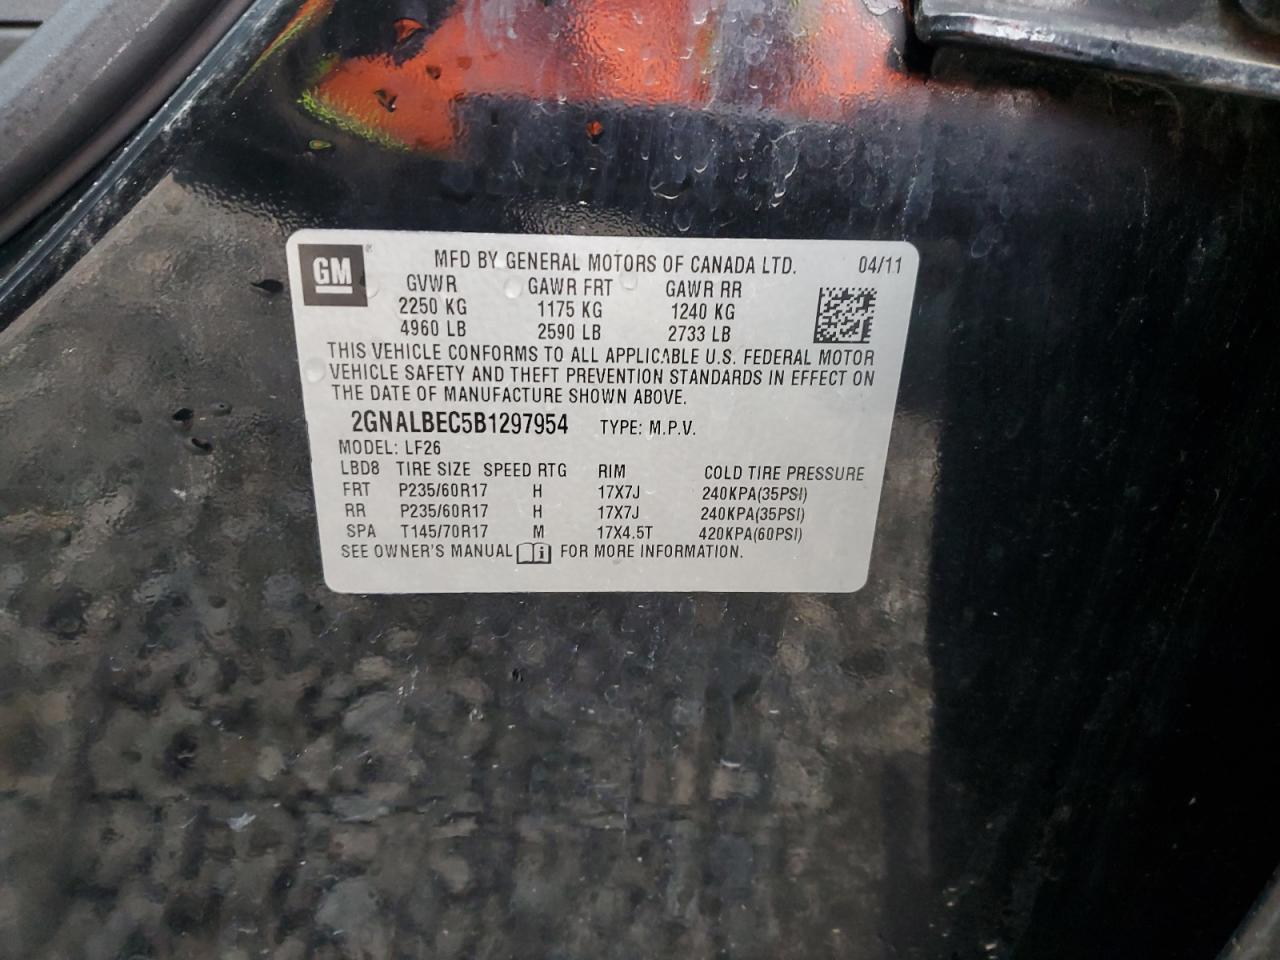 GM ® MFD BY GENERAL MOTORS OF CANADA LTD. 04/11
GVWR GAWR FRT GAWR RR
2250 KG 1175 KG 1240 KG
4960 LB 2590 LB 2733 LB
THIS VEHICLE CONFORMS TO ALL APPLICABLE U.S. FEDERAL MOTOR
VEHICLE SAFETY AND THEFT PREVENTION STANDARDS IN EFFECT ON
THE DATE OF MANUFACTURE SHOWN ABOVE.
2GNALBEC5B1297954 TYPE: M.P.V.
MODEL: LF26
LBD8 TIRE SIZE SPEED RTG RIM COLD TIRE PRESSURE
FRT P235/60R17 H 17X7J 240KPA(35PSI)
RR P235/60R17 H 17X7J 240KPA(35PSI)
SPA T145/70R17 M 17X4.5T 420KPA(60PSI)
SEE OWNER'S MANUAL i FOR MORE INFORMATION.